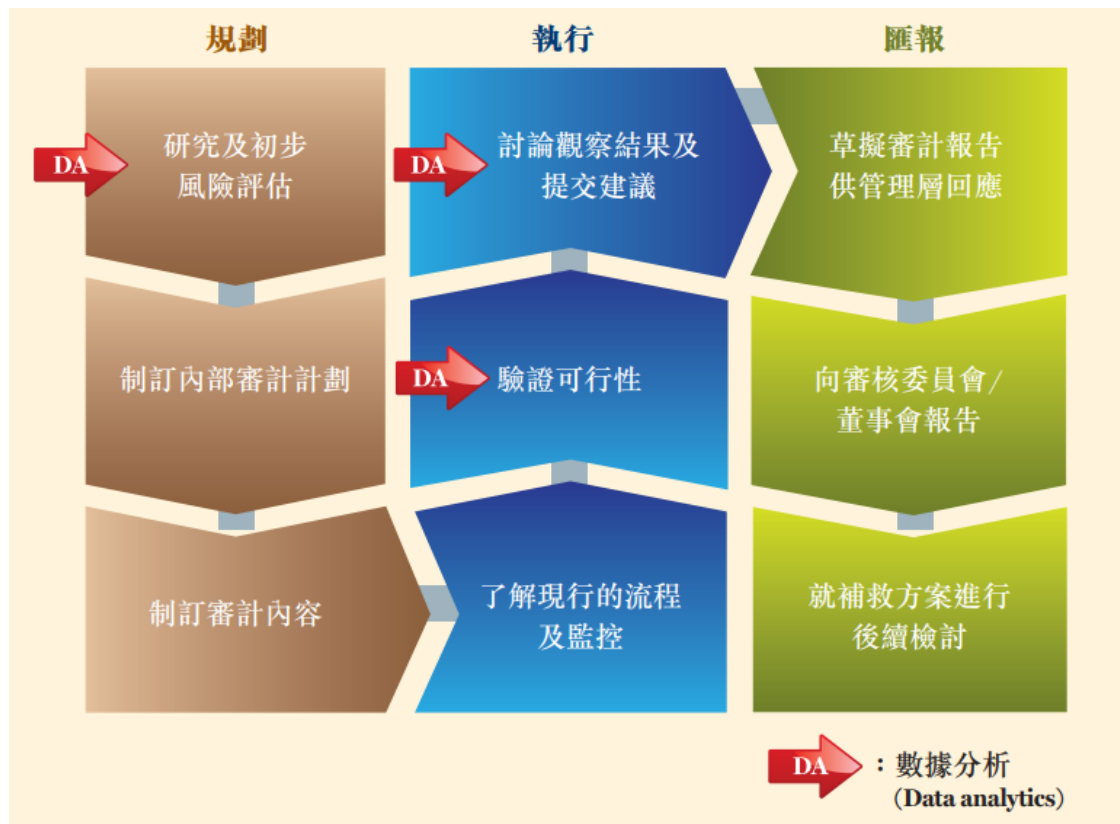 規劃
執行
匯報
DA
研究及初步
風險評估
DA
討論觀察結果及
提交建議
草擬審計報告
供管理層回應
制訂內部審計計劃
DA
驗證可行性
向審核委員會/
董事會報告
制訂審計內容
了解現行的流程
及監控
就補救方案進行
後續檢討
DA
：數據分析
(Data analytics)